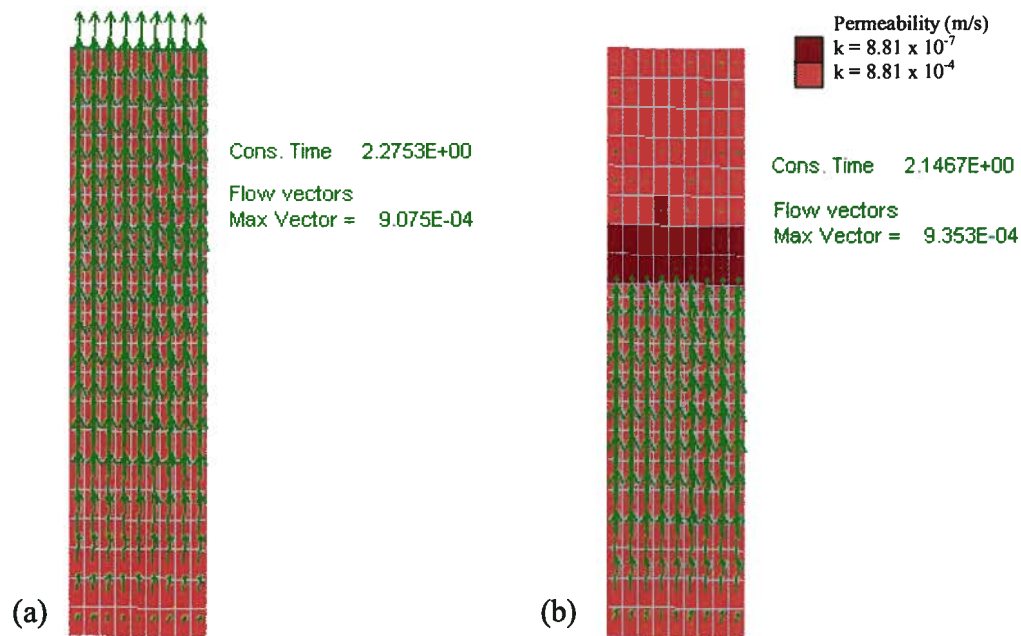 Permeability (m/s)
k = 8.81 x 10⁻⁷
k = 8.81 x 10⁻⁴
Cons. Time 2.2753E+00
Flow vectors
Max Vector = 9.075E-04
Cons. Time 2.1467E+00
Flow vectors
Max Vector = 9.353E-04
(a)
(b)